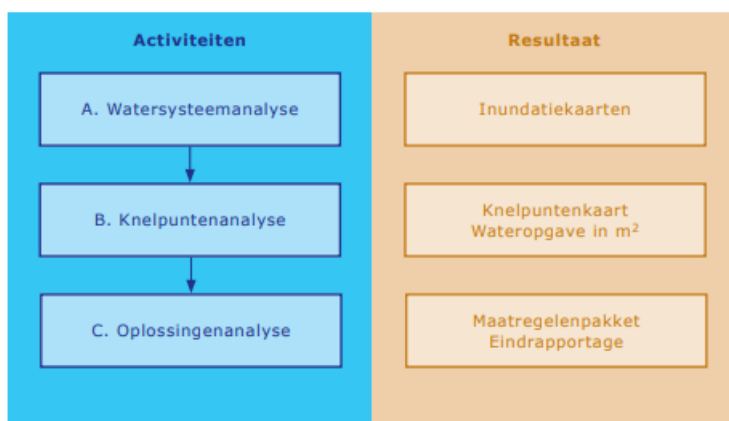 Activiteiten
Resultaat
A. Watersysteemanalyse
Inundatiekaarten
B. Knelpuntenanalyse
Knelpuntenkaart
Wateropgave in m²
C. Oplossingenanalyse
Maatregelenpakket
Eindrapportage